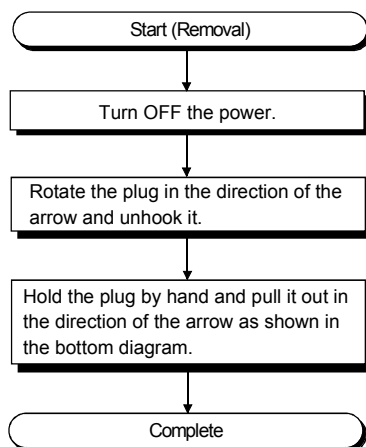 Start (Removal)
Turn OFF the power.
Rotate the plug in the direction of the
arrow and unhook it.
Hold the plug by hand and pull it out in
the direction of the arrow as shown in
the bottom diagram.
Complete